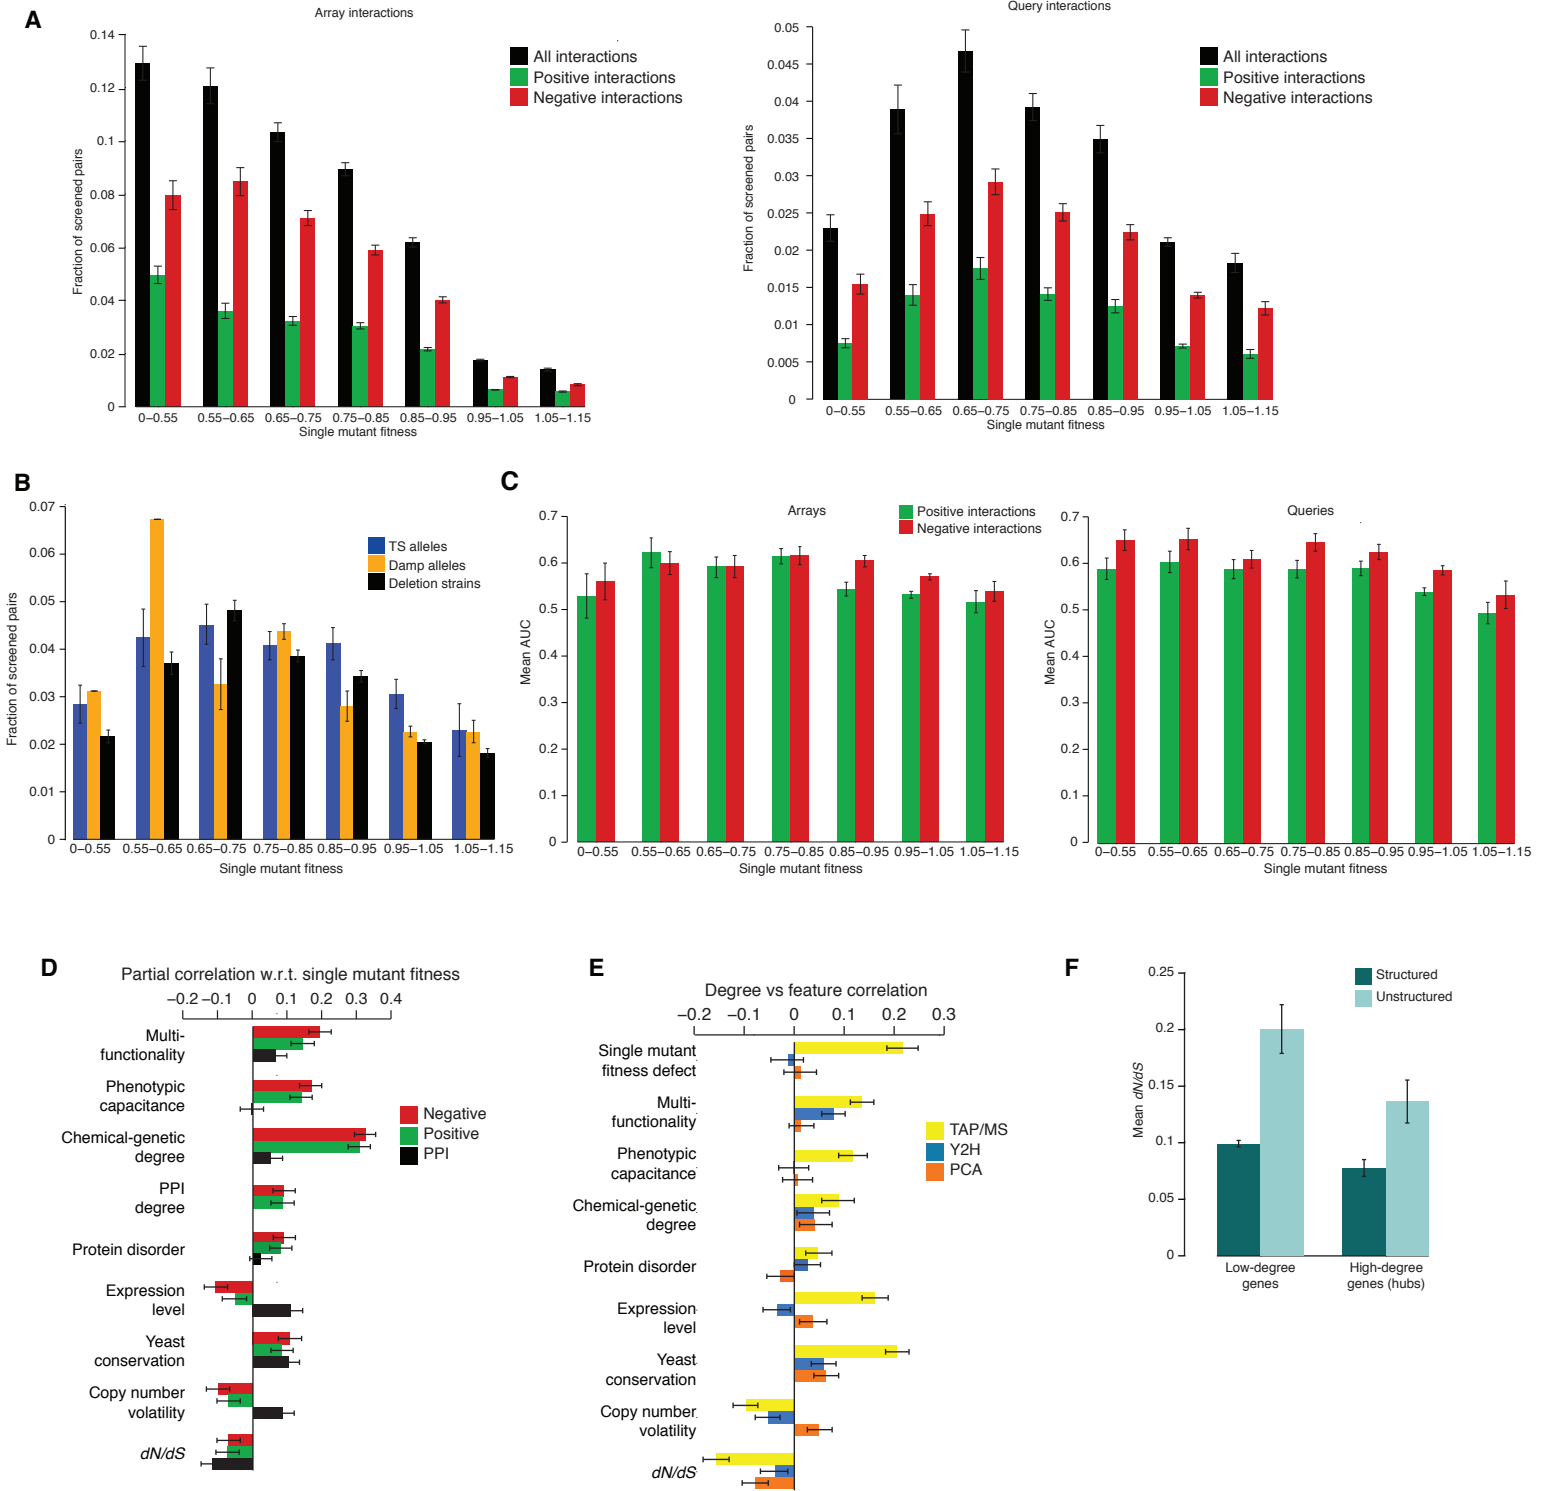 A
Array interactions
0.14
0.12
0.1
0.08
0.06
0.04
0.02
0
Fraction of screened pairs
All interactions
Positive interactions
Negative interactions
0–0.55 0.55–0.65 0.65–0.75 0.75–0.85 0.85–0.95 0.95–1.05 1.05–1.15
Single mutant fitness
Query interactions
0.05
0.045
0.04
0.035
0.03
0.025
0.02
0.015
0.01
0.005
0
Fraction of screened pairs
All interactions
Positive interactions
Negative interactions
0–0.55 0.55–0.65 0.65–0.75 0.75–0.85 0.85–0.95 0.95–1.05 1.05–1.15
Single mutant fitness
B
0.07
0.06
0.05
0.04
0.03
0.02
0.01
0
Fraction of screened pairs
TS alleles
Damp alleles
Deletion strains
0–0.55 0.55–0.65 0.65–0.75 0.75–0.85 0.85–0.95 0.95–1.05 1.05–1.15
Single mutant fitness
C
Arrays
0.7
0.6
0.5
0.4
0.3
0.2
0.1
0
Mean AUC
Positive interactions
Negative interactions
0–0.55 0.55–0.65 0.65–0.75 0.75–0.85 0.85–0.95 0.95–1.05 1.05–1.15
Single mutant fitness
Queries
0.7
0.6
0.5
0.4
0.3
0.2
0.1
0
Mean AUC
0–0.55 0.55–0.65 0.65–0.75 0.75–0.85 0.85–0.95 0.95–1.05 1.05–1.15
Single mutant fitness
D
Partial correlation w.r.t. single mutant fitness
–0.2 –0.1 0 0.1 0.2 0.3 0.4
Multi-
functionality
Phenotypic
capacitance
Chemical-genetic
degree
PPI
degree
Protein disorder
Expression
level
Yeast
conservation
Copy number
volatility
dN/dS
Negative
Positive
PPI
E
Degree vs feature correlation
–0.2 –0.1 0 0.1 0.2 0.3
Single mutant
fitness defect
Multi-
functionality
Phenotypic
capacitance
Chemical-genetic
degree
Protein disorder
Expression
level
Yeast
conservation
Copy number
volatility
dN/dS
TAP/MS
Y2H
PCA
F
0.25
0.2
0.15
0.1
0.05
0
Mean dN/dS
Structured
Unstructured
Low-degree
genes
High-degree
genes (hubs)